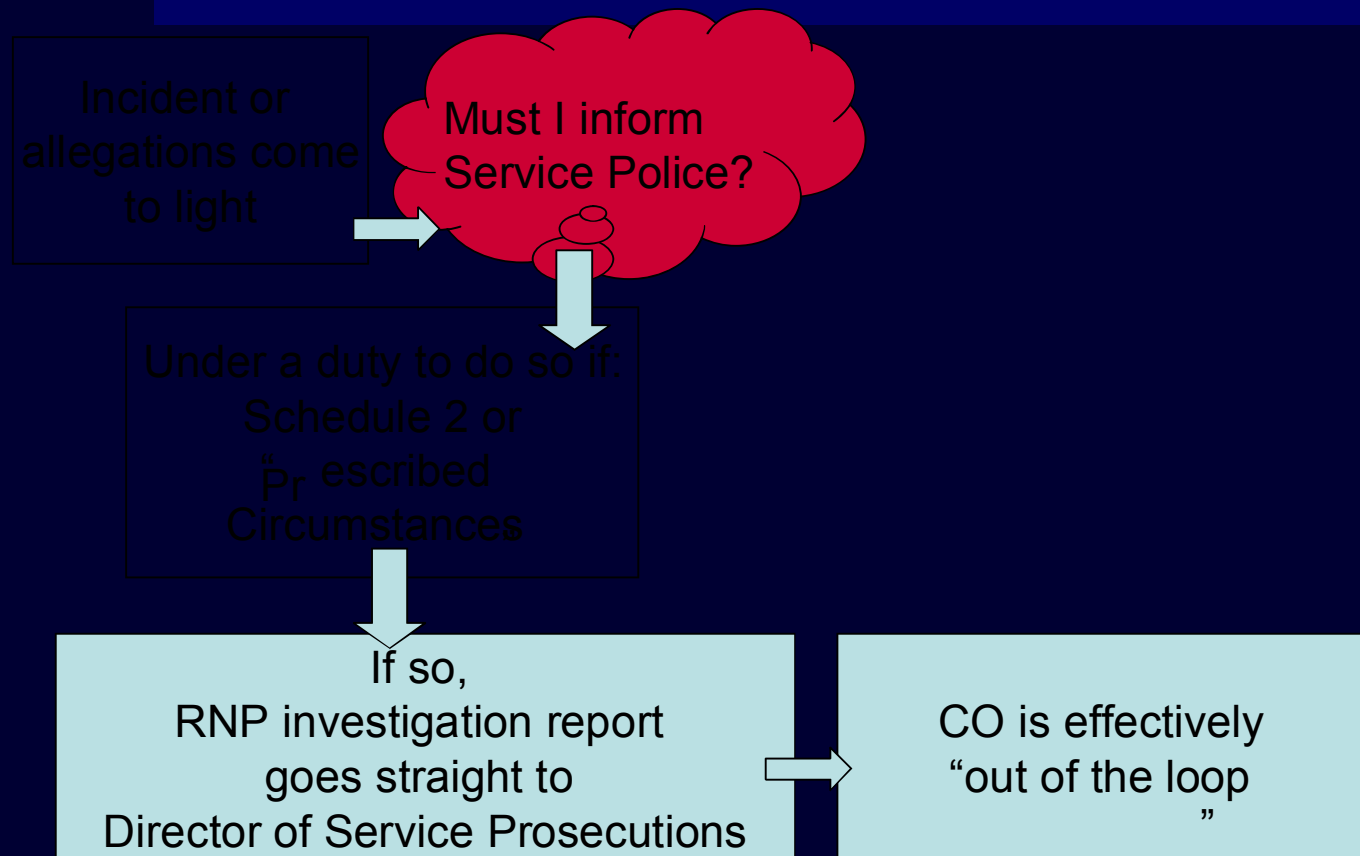 Incident or
allegations come
to light
Must I inform
Service Police?
Under a duty to do so if:
Schedule 2 or
“Pr escribed
Circumstances”
If so,
RNP investigation report
goes straight to
Director of Service Prosecutions
CO is effectively
“out of the loop
”